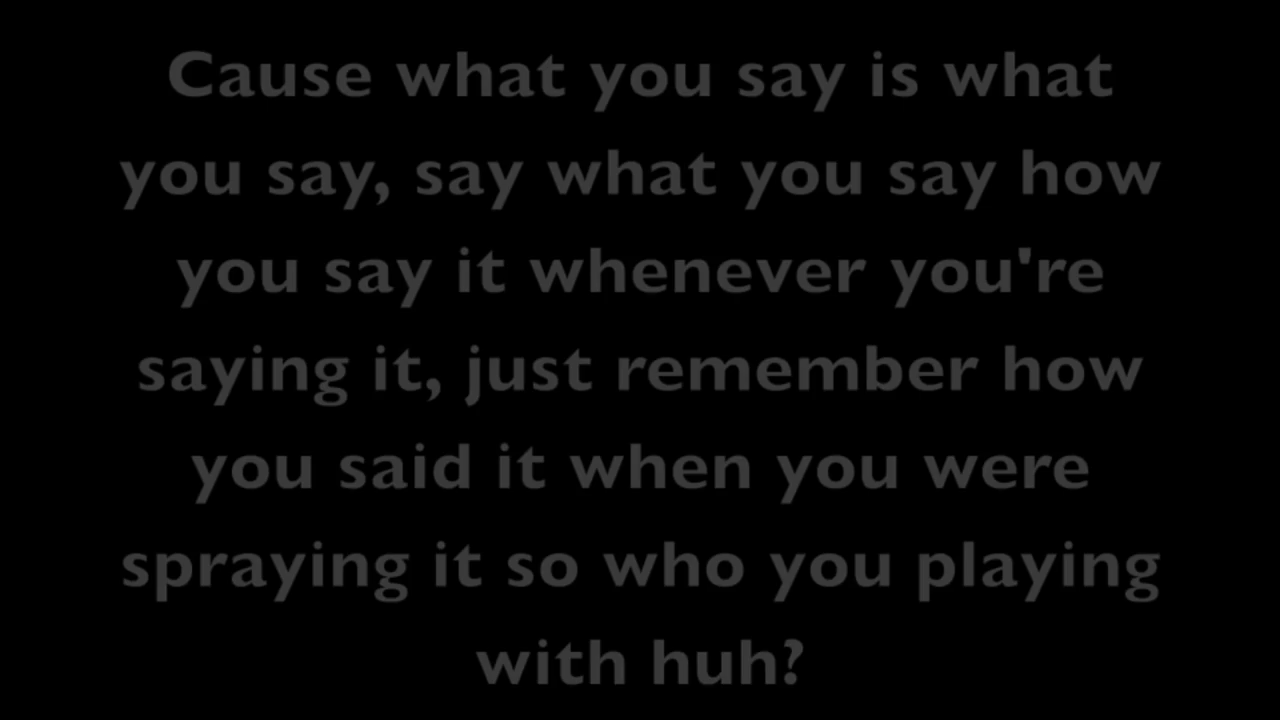 Cause what you say is what
you say, say what you say how
you say it whenever you're
saying it, just remember how
you said it when you were
spraying it so who you playing
with huh?